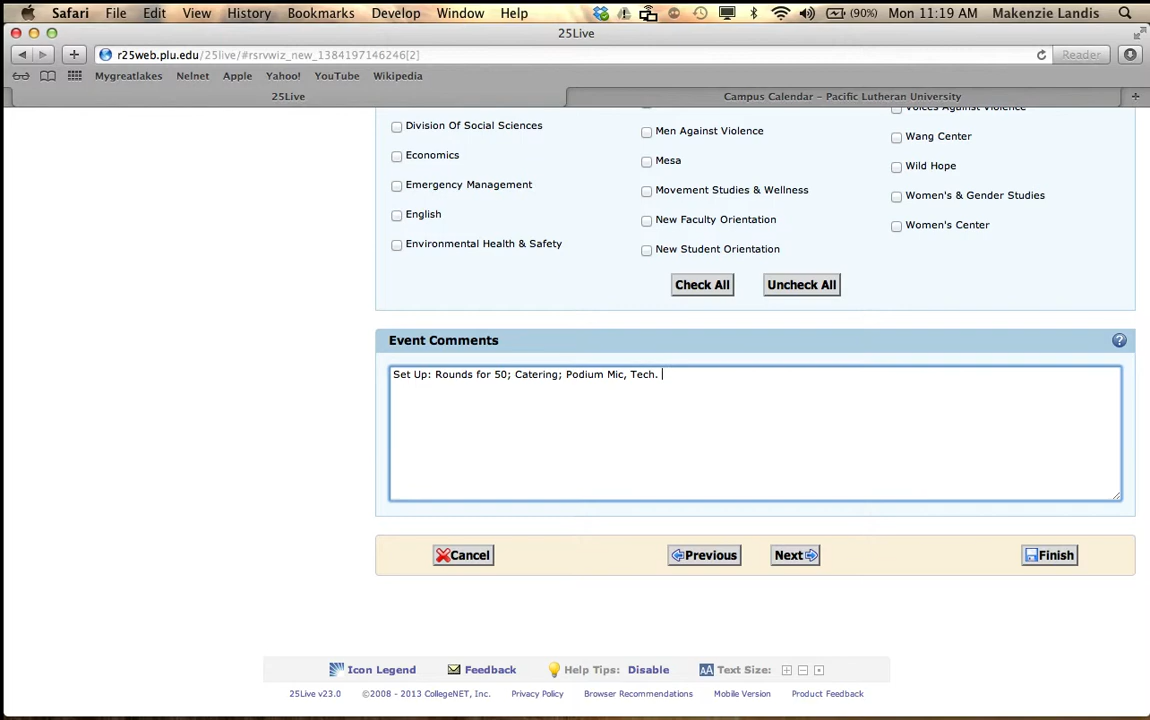 Safari File Edit View History Bookmarks Develop Window Help (90%) Mon 11:19 AM Makenzie Landis
25Live
r25web.plu.edu/25live/#rsrvwiz_new_1384197146246[2] Reader
Mygreatlakes Nelnet Apple Yahoo! YouTube Wikipedia
25Live Campus Calendar – Pacific Lutheran University
Voices Against Violence
Division Of Social Sciences Men Against Violence Wang Center
Economics Mesa Wild Hope
Emergency Management Movement Studies & Wellness Women's & Gender Studies
English New Faculty Orientation Women's Center
Environmental Health & Safety New Student Orientation
Check All Uncheck All
Event Comments ?
Set Up: Rounds for 50; Catering; Podium Mic, Tech.
Cancel Previous Next Finish
Icon Legend Feedback Help Tips: Disable AA Text Size:
25Live v23.0 ©2008 - 2013 CollegeNET, Inc. Privacy Policy Browser Recommendations Mobile Version Product Feedback